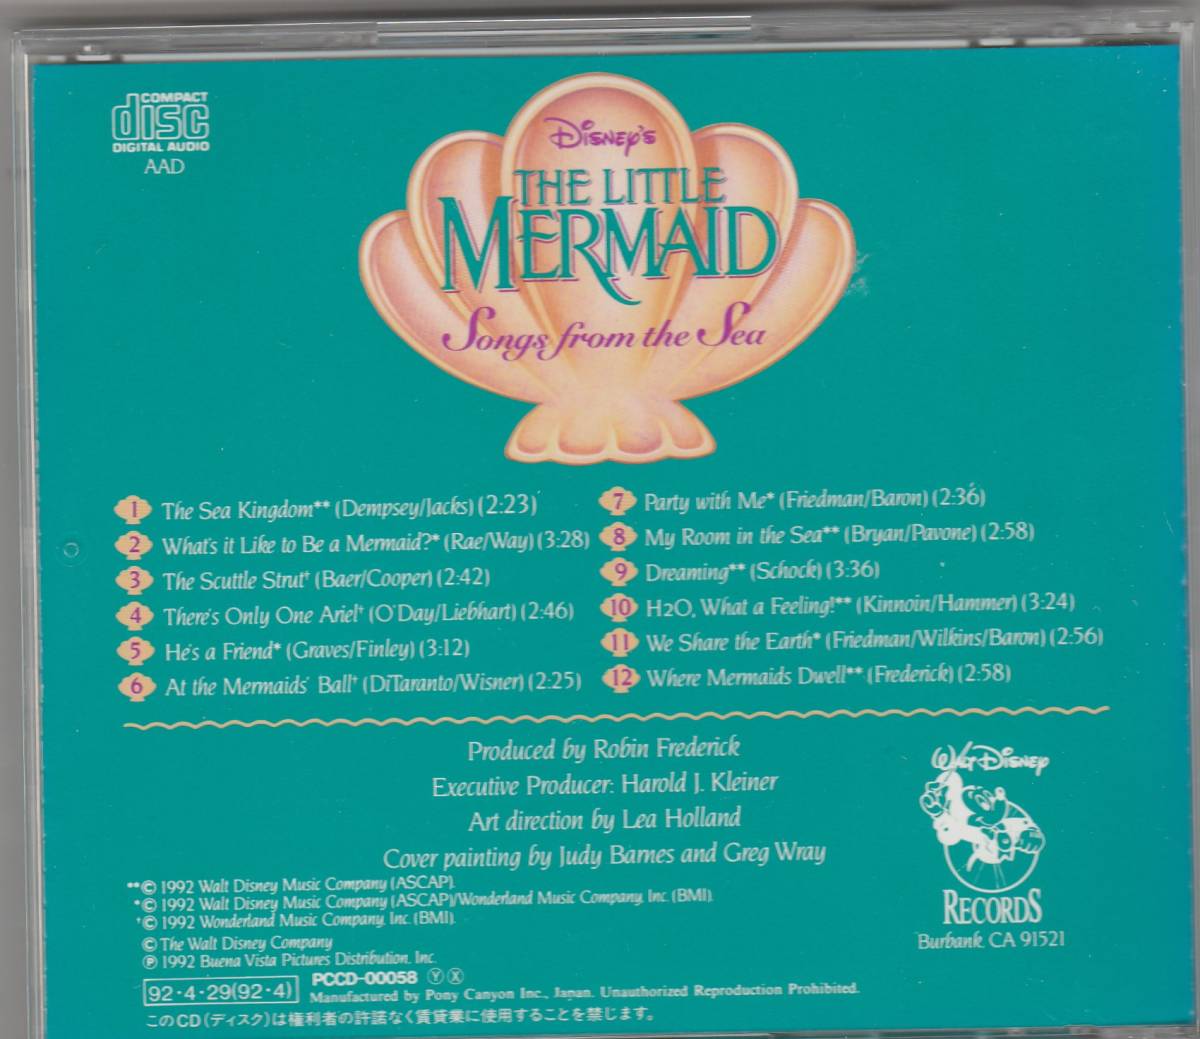 COMPACT
disc
DIGITAL AUDIO
AAD
Disney's
THE LITTLE
MERMAID
Songs from the Sea
1 The Sea Kingdom** (Dempsey/Jacks) (2:23)
2 What's it Like to Be a Mermaid?* (Rae/Way) (3:28)
3 The Scuttle Strut† (Baer/Cooper) (2:42)
4 There's Only One Ariel† (O'Day/Liebhart) (2:46)
5 He's a Friend* (Graves/Finley) (3:12)
6 At the Mermaids' Ball† (DiTaranto/Wisner) (2:25)
7 Party with Me* (Friedman/Baron) (2:36)
8 My Room in the Sea** (Bryan/Pavone) (2:58)
9 Dreaming** (Schock) (3:36)
10 H2O, What a Feeling!** (Kinnoin/Hammer) (3:24)
11 We Share the Earth* (Friedman/Wilkins/Baron) (2:56)
12 Where Mermaids Dwell** (Frederick) (2:58)
Produced by Robin Frederick
Executive Producer: Harold J. Kleiner
Art direction by Lea Holland
Cover painting by Judy Barnes and Greg Wray
**© 1992 Walt Disney Music Company (ASCAP).
*© 1992 Walt Disney Music Company (ASCAP)/Wonderland Music Company, Inc. (BMI).
†© 1992 Wonderland Music Company, Inc. (BMI).
© The Walt Disney Company
℗ 1992 Buena Vista Pictures Distribution, Inc.
WALT DISNEY
RECORDS
Burbank, CA 91521
92·4·29(92·4)
PCCD-00058 Ⓨ Ⓧ
Manufactured by Pony Canyon Inc., Japan. Unauthorized Reproduction Prohibited.
このCD(ディスク)は権利者の許諾なく賃貸業に使用することを禁じます。